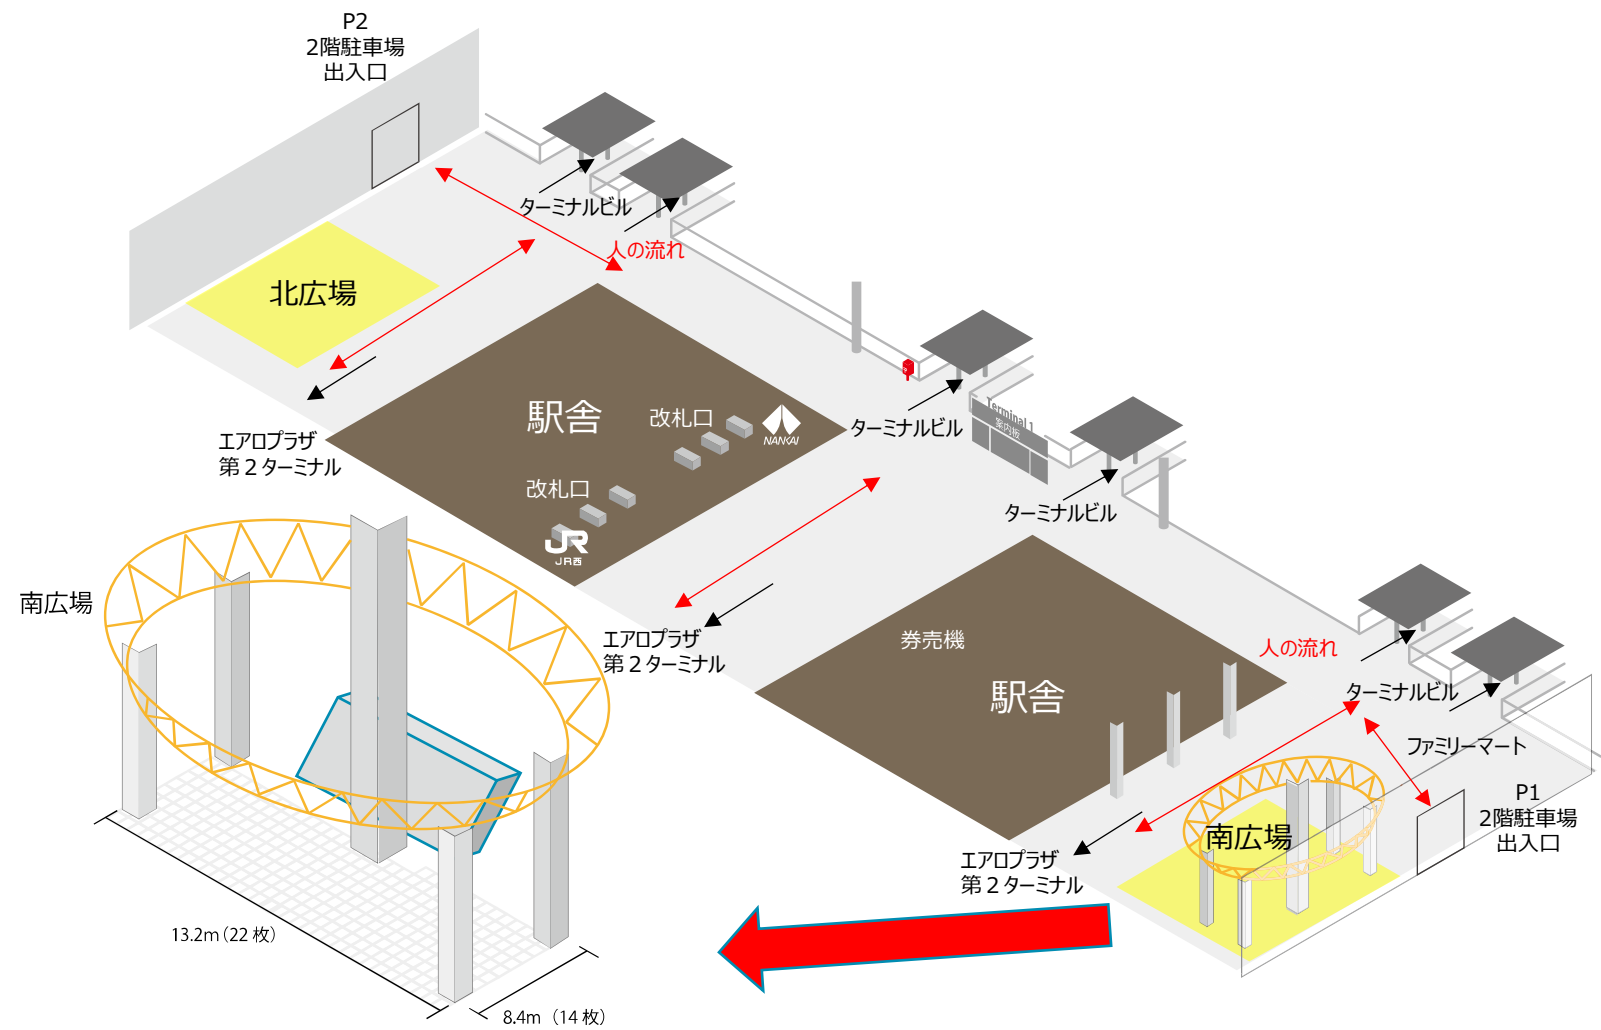 P2
2階駐車場
出入口
ターミナルビル
人の流れ
北広場
駅舎
改札口
NANKAI
ターミナルビル
Terminal 1
案内板
エアロプラザ
第２ターミナル
改札口
JR
JR西
ターミナルビル
南広場
エアロプラザ
第２ターミナル
券売機
駅舎
人の流れ
ターミナルビル
ファミリーマート
P1
2階駐車場
出入口
南広場
エアロプラザ
第２ターミナル
13.2m（22 枚）
8.4m（14 枚）